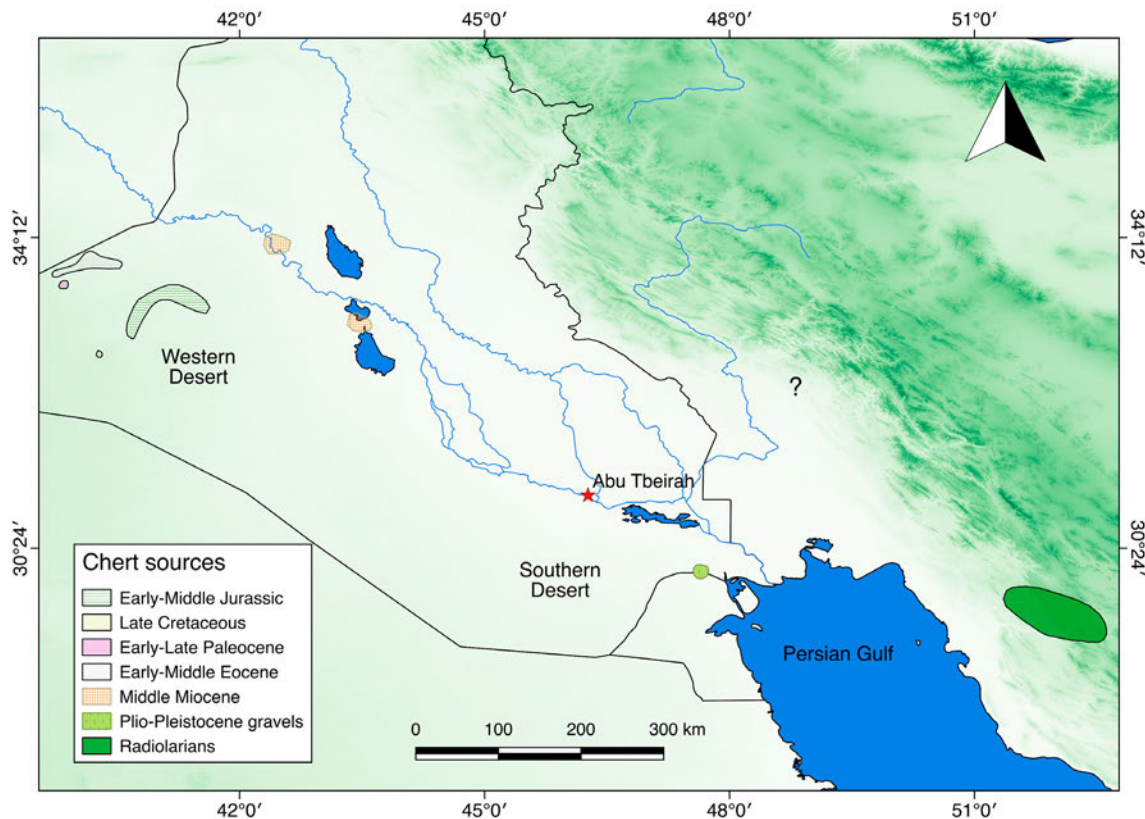 42°0′ 45°0′ 48°0′ 51°0′
34°12′ 34°12′
Western
Desert
?
Abu Tbeirah
30°24′ 30°24′
Southern
Desert
Persian Gulf
Chert sources
Early-Middle Jurassic
Late Cretaceous
Early-Late Paleocene
Early-Middle Eocene
Middle Miocene
Plio-Pleistocene gravels
Radiolarians
0 100 200 300 km
42°0′ 45°0′ 48°0′ 51°0′